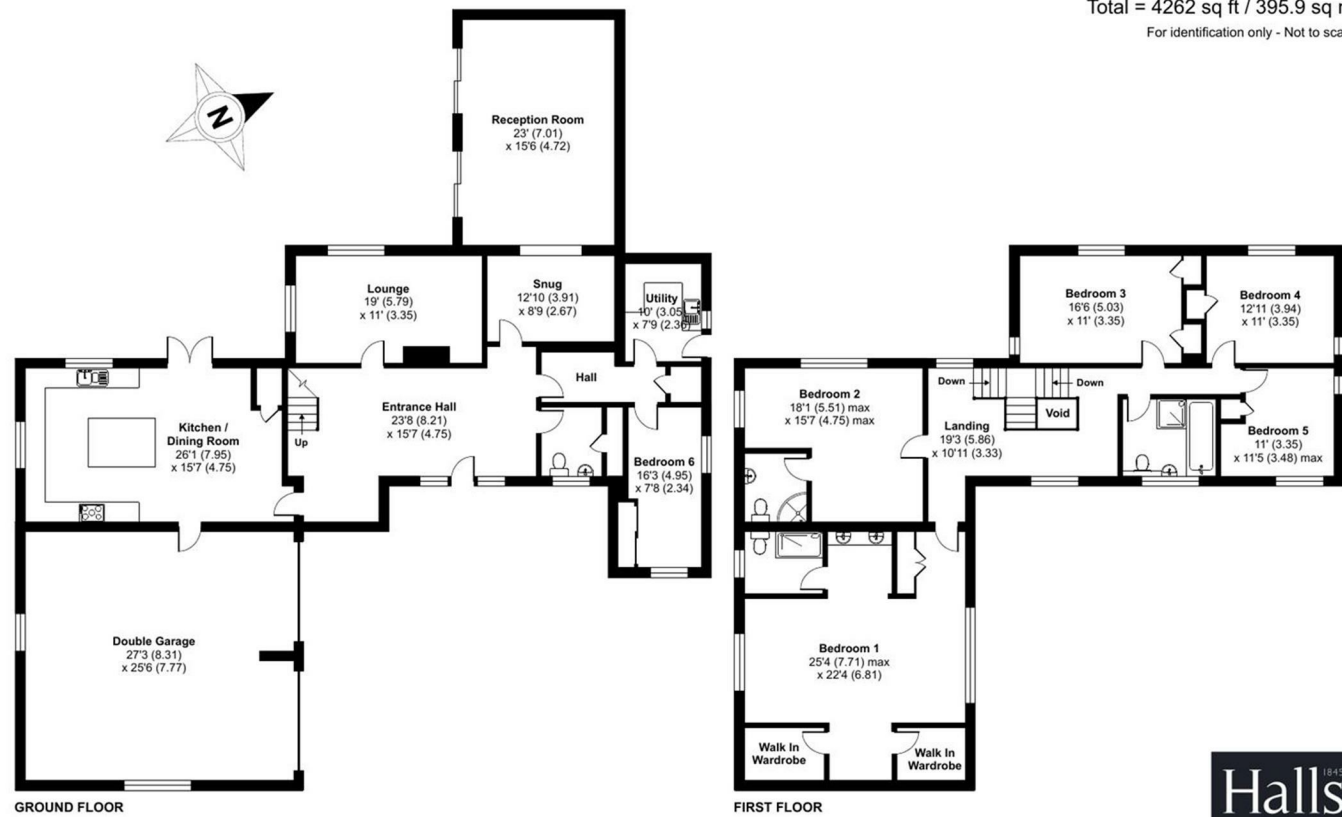 Total = 4262 sq ft / 395.9 sq
For identification only - Not to
N
Reception Room
23' (7.01)
x 15'6 (4.72)
Lounge
19' (5.79)
x 11' (3.35)
Snug
12'10 (3.91)
x 8'9 (2.67)
Utility
10' (3.05)
x 7'9 (2.36)
Hall
Kitchen /
Dining Room
26'1 (7.95)
x 15'7 (4.75)
Up
Entrance Hall
23'8 (8.21)
x 15'7 (4.75)
Bedroom 6
16'3 (4.95)
x 7'8 (2.34)
Double Garage
27'3 (8.31)
x 25'6 (7.77)
GROUND FLOOR
Bedroom 3
16'6 (5.03)
x 11' (3.35)
Bedroom 4
12'11 (3.94)
x 11' (3.35)
Bedroom 2
18'1 (5.51) max
x 15'7 (4.75) max
Down
Down
Void
Landing
19'3 (5.86)
x 10'11 (3.33)
Bedroom 5
11' (3.35)
x 11'5 (3.48) max
Bedroom 1
25'4 (7.71) max
x 22'4 (6.81)
Walk In
Wardrobe
Walk In
Wardrobe
FIRST FLOOR
Halls
1845